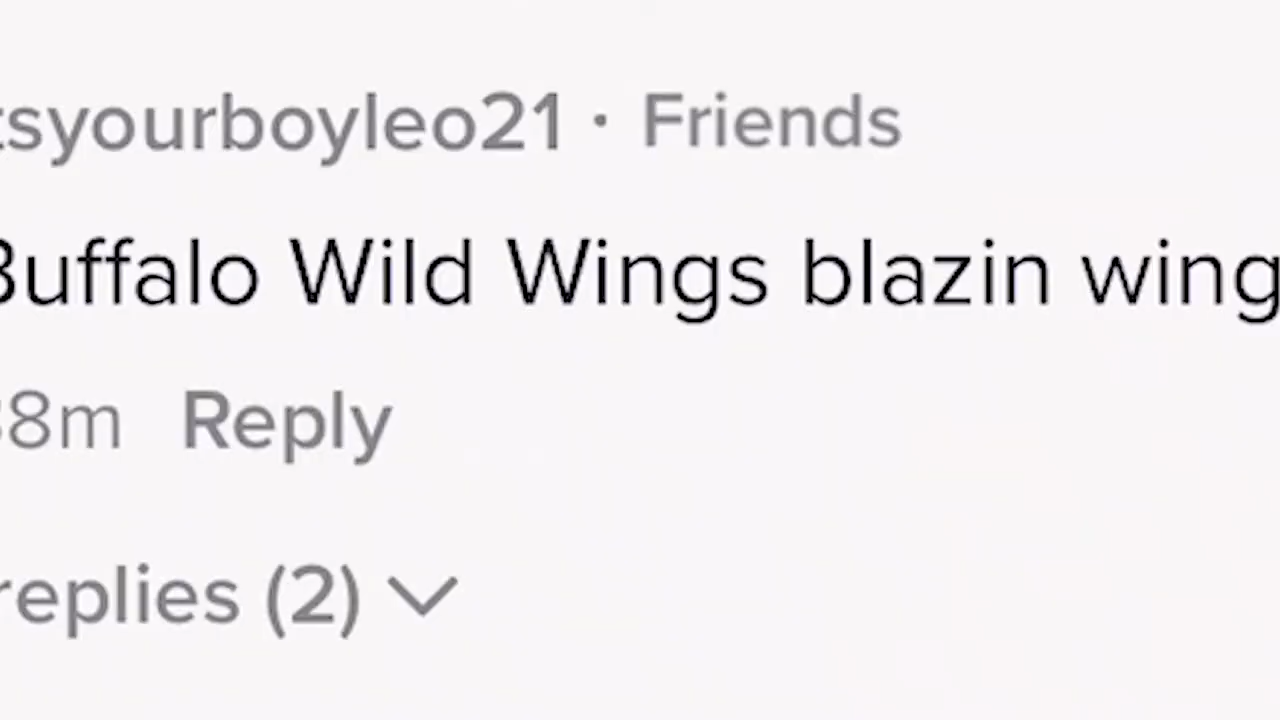 tsyourboyleo21 · Friends
Buffalo Wild Wings blazin wing
8m Reply
replies (2)